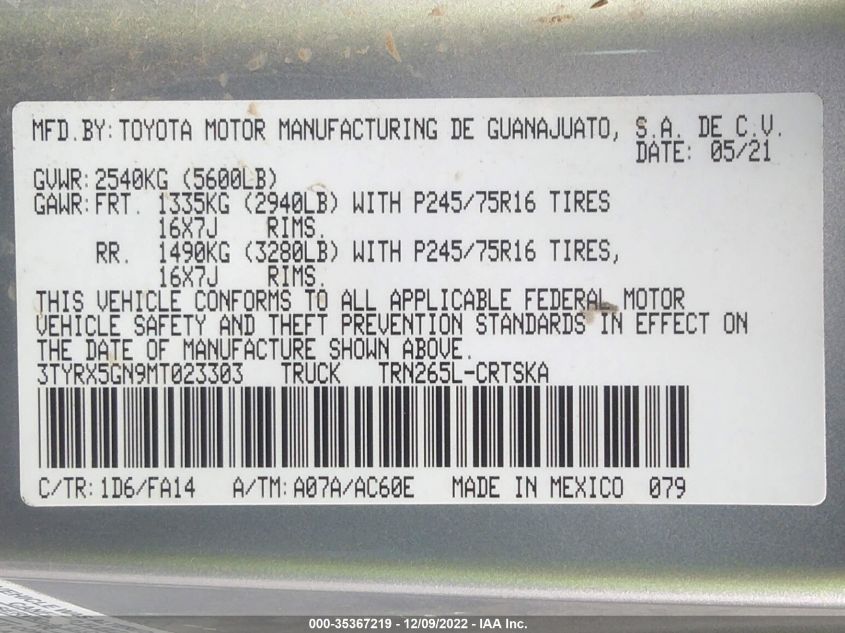 MFD.BY: TOYOTA MOTOR MANUFACTURING DE GUANAJUATO, S.A. DE C.V.
DATE: 05/21
GVWR: 2540KG (5600LB)
GAWR: FRT. 1335KG (2940LB) WITH P245/75R16 TIRES
16X7J RIMS.
RR. 1490KG (3280LB) WITH P245/75R16 TIRES,
16X7J RIMS.
THIS VEHICLE CONFORMS TO ALL APPLICABLE FEDERAL MOTOR
VEHICLE SAFETY AND THEFT PREVENTION STANDARDS IN EFFECT ON
THE DATE OF MANUFACTURE SHOWN ABOVE.
3TYRX5GN9MT023303 TRUCK TRN265L-CRTSKA
C/TR: 1D6/FA14 A/TM: A07A/AC60E MADE IN MEXICO 079
000-35367219 - 12/09/2022 - IAA Inc.